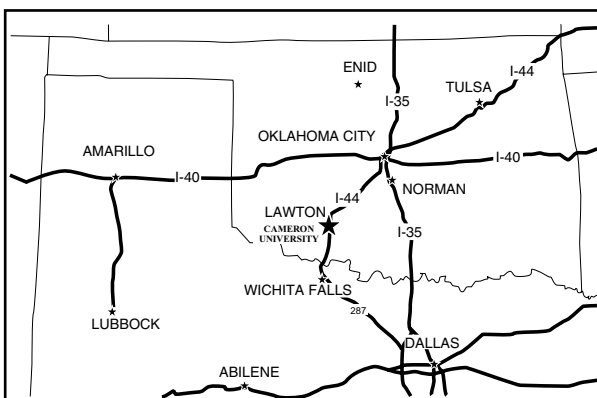 ENID
I-44
TULSA
I-35
OKLAHOMA CITY
AMARILLO
I-40
I-40
NORMAN
I-44
LAWTON
CAMERON
UNIVERSITY
I-35
WICHITA FALLS
287
LUBBOCK
DALLAS
ABILENE